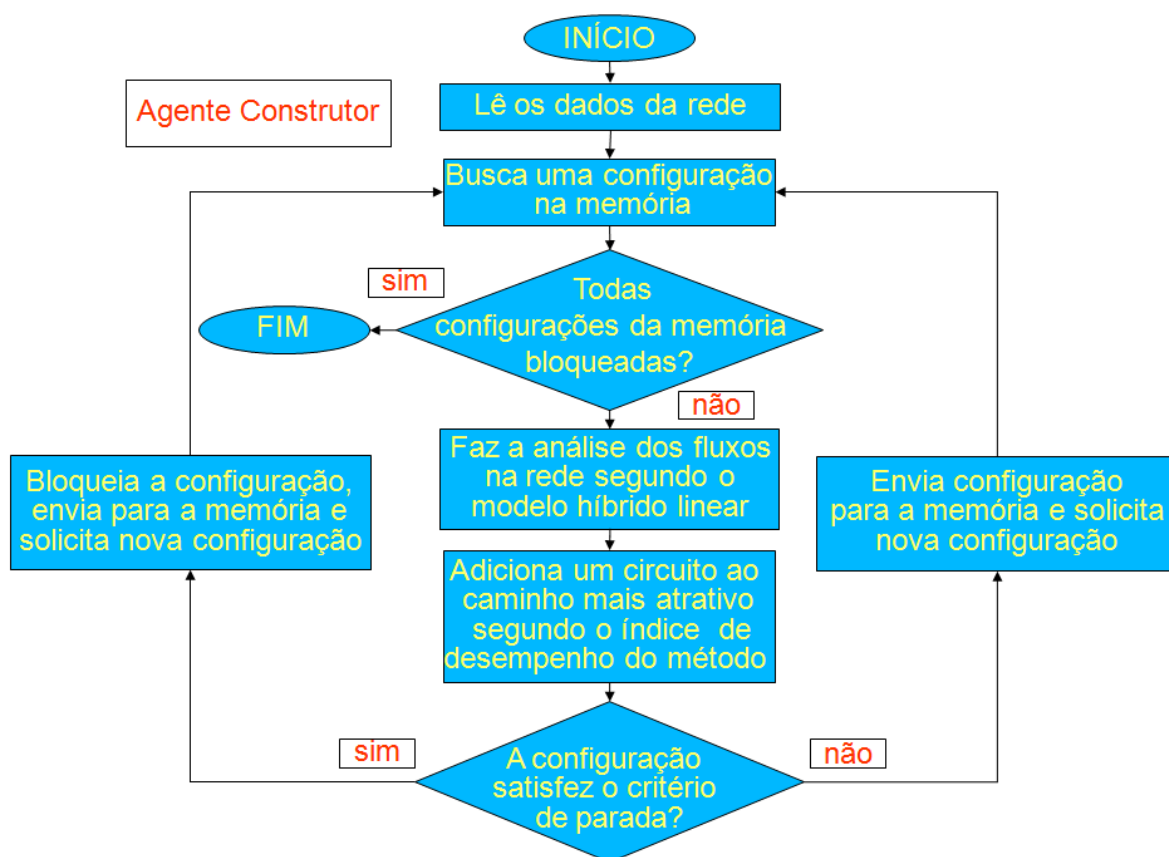 INÍCIO
Agente Construtor
Lê os dados da rede
Busca uma configuração
na memória
sim
Todas
configurações da memória
bloqueadas?
FIM
não
Faz a análise dos fluxos
na rede segundo o
modelo híbrido linear
Bloqueia a configuração,
envia para a memória e
solicita nova configuração
Envia configuração
para a memória e solicita
nova configuração
Adiciona um circuito ao
caminho mais atrativo
segundo o índice de
desempenho do método
sim
A configuração
satisfez o critério
de parada?
não